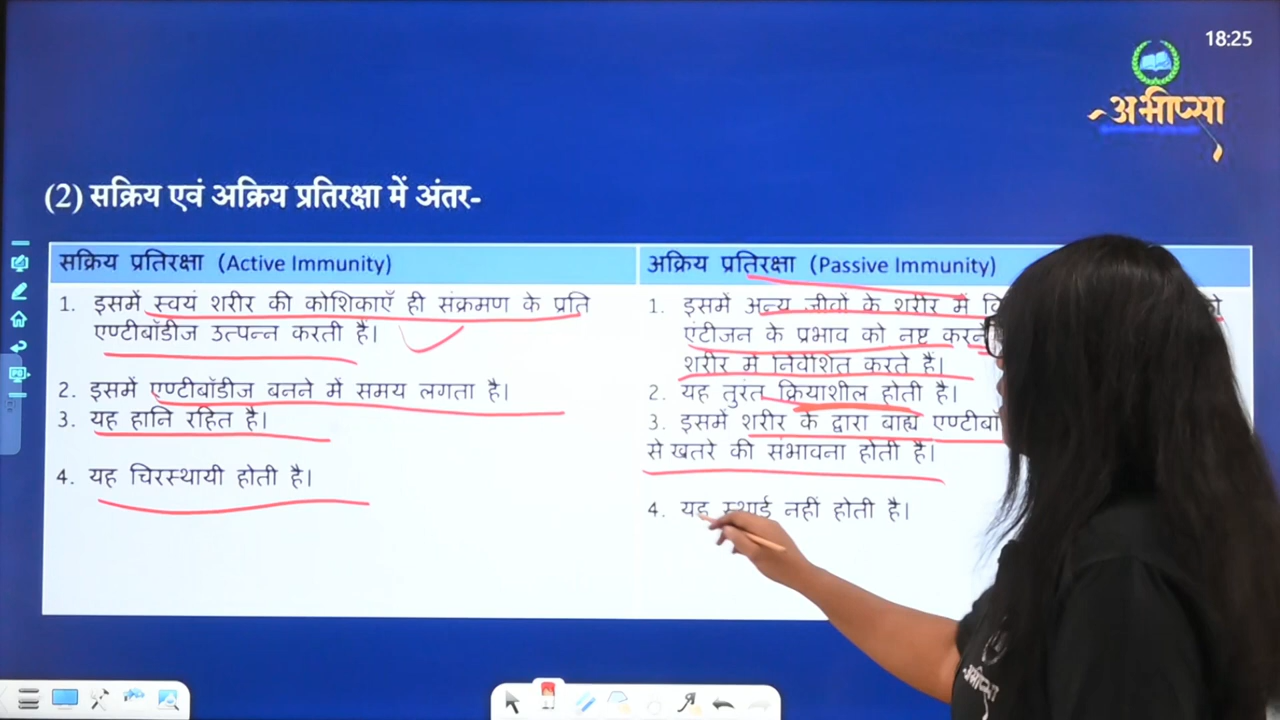 18:25
अभीप्सा
(2) सक्रिय एवं अक्रिय प्रतिरक्षा में अंतर-
सक्रिय प्रतिरक्षा (Active Immunity)
1. इसमें स्वयं शरीर की कोशिकाएँ ही संक्रमण के प्रति
एण्टीबॉडीज उत्पन्न करती हैं।
2. इसमें एण्टीबॉडीज बनने में समय लगता है।
3. यह हानि रहित है।
4. यह चिरस्थायी होती है।
अक्रिय प्रतिरक्षा (Passive Immunity)
1. इसमें अन्य जीवों के शरीर में
एंटीजन के प्रभाव को नष्ट करने
शरीर में निवेशित करते हैं।
2. यह तुरंत क्रियाशील होती है।
3. इसमें शरीर के द्वारा बाह्य
से खतरे की संभावना होती है।
4. यह स्थाई नहीं होती है।
अभीप्सा